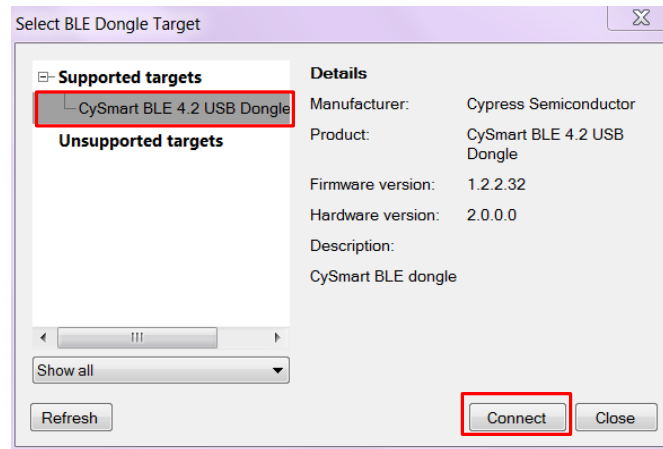 Select BLE Dongle Target
Supported targets
CySmart BLE 4.2 USB Dongle
Unsupported targets
Show all
Refresh
Details
Manufacturer: Cypress Semiconductor
Product: CySmart BLE 4.2 USB
Dongle
Firmware version: 1.2.2.32
Hardware version: 2.0.0.0
Description:
CySmart BLE dongle
Connect
Close